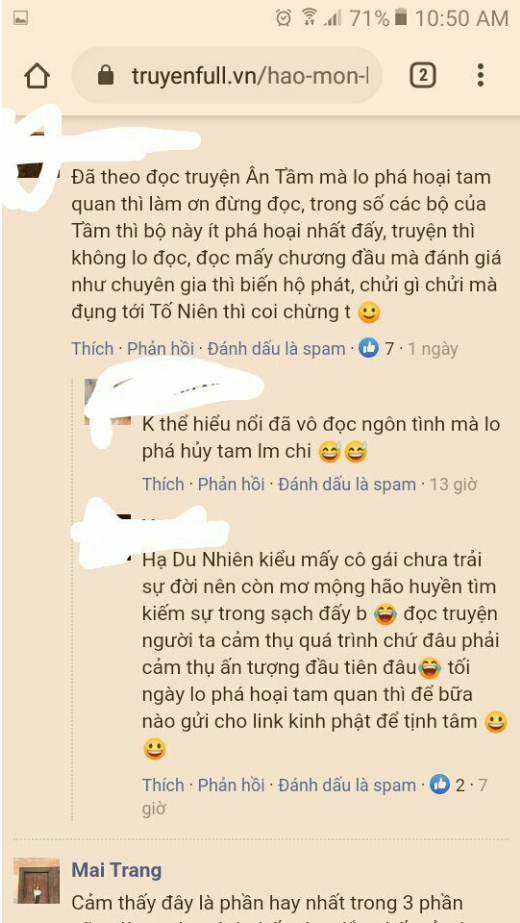 71% 10:50 AM
truyenfull.vn/hao-mon-l
2
Đã theo đọc truyện Ân Tầm mà lo phá hoại tam
quan thì làm ơn đừng đọc, trong số các bộ của
Tầm thì bộ này ít phá hoại nhất đấy, truyện thì
không lo đọc, đọc mấy chương đầu mà đánh giá
như chuyên gia thì biến hộ phát, chửi gì chửi mà
đụng tới Tố Niên thì coi chừng t 🙂
Thích · Phản hồi · Đánh dấu là spam · 7 · 1 ngày
K thể hiểu nổi đã vô đọc ngôn tình mà lo
phá hủy tam lm chi 😅😅
Thích · Phản hồi · Đánh dấu là spam · 13 giờ
Hạ Du Nhiên kiểu mấy cô gái chưa trải
sự đời nên còn mơ mộng hão huyền tìm
kiếm sự trong sạch đấy b 😂 đọc truyện
người ta cảm thụ quá trình chứ đâu phải
cảm thụ ấn tượng đầu tiên đâu😂 tối
ngày lo phá hoại tam quan thì để bữa
nào gửi cho link kinh phật để tịnh tâm 😀
😀
Thích · Phản hồi · Đánh dấu là spam · 2 · 7
giờ
Mai Trang
Cảm thấy đây là phần hay nhất trong 3 phần